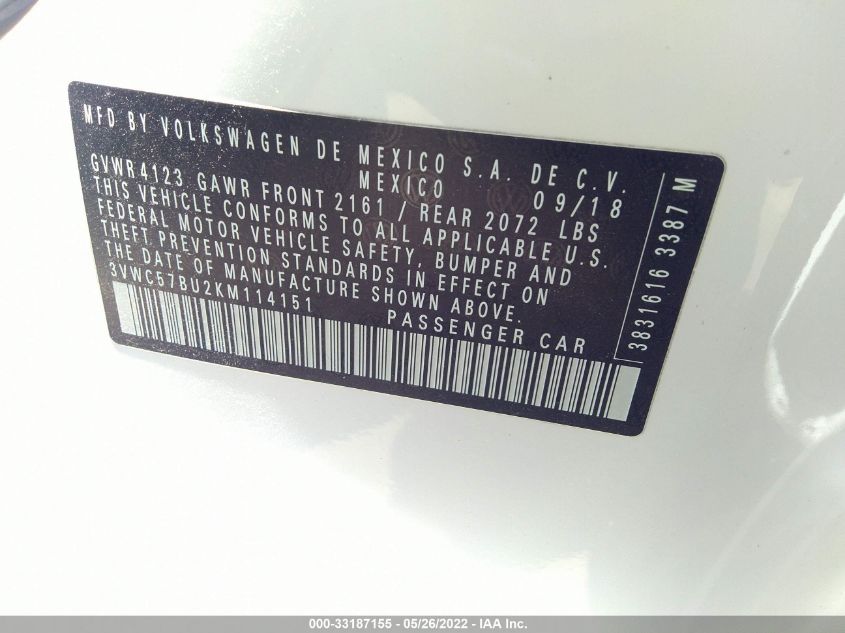 MFD BY VOLKSWAGEN DE MEXICO S.A. DE C.V.
MEXICO 09/18
GVWR 4123 GAWR FRONT 2161 / REAR 2072 LBS
THIS VEHICLE CONFORMS TO ALL APPLICABLE U.S.
FEDERAL MOTOR VEHICLE SAFETY, BUMPER AND
THEFT PREVENTION STANDARDS IN EFFECT ON
THE DATE OF MANUFACTURE SHOWN ABOVE.
3VWC57BU2KM114151 PASSENGER CAR
3831616 3387 M
000-33187155 - 05/26/2022 - IAA Inc.